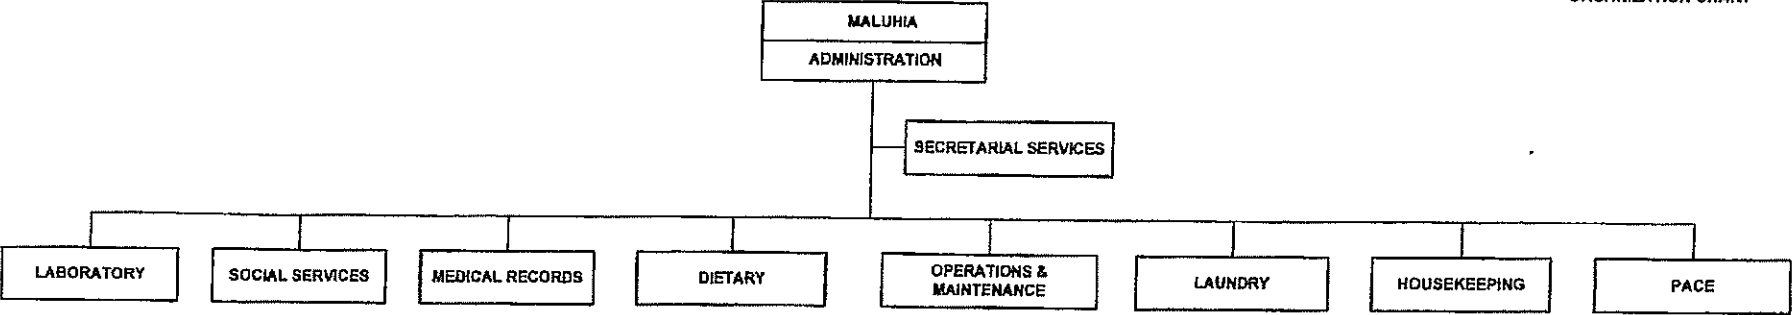 MALUHIA
ADMINISTRATION
SECRETARIAL SERVICES
LABORATORY
SOCIAL SERVICES
MEDICAL RECORDS
DIETARY
OPERATIONS &
MAINTENANCE
LAUNDRY
HOUSEKEEPING
PACE